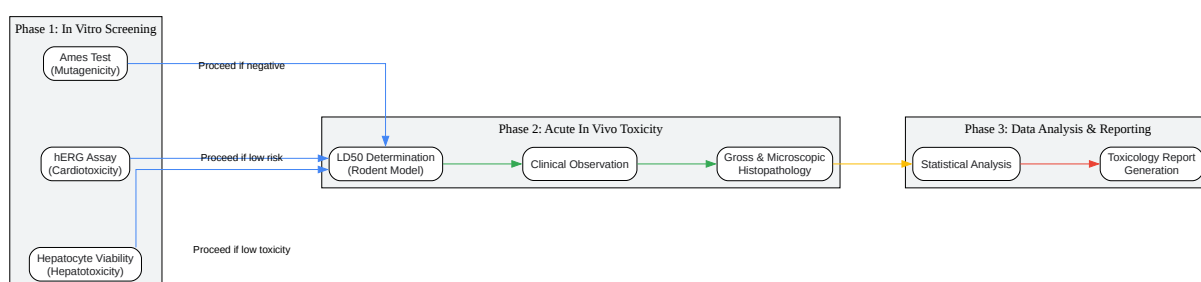 Phase 1: In Vitro Screening
Ames Test
(Mutagenicity)
Proceed if negative
hERG Assay
(Cardiotoxicity)
Proceed if low risk
Hepatocyte Viability
(Hepatotoxicity)
Proceed if low toxicity
Phase 2: Acute In Vivo Toxicity
LD50 Determination
(Rodent Model)
Clinical Observation
Gross & Microscopic
Histopathology
Phase 3: Data Analysis & Reporting
Statistical Analysis
Toxicology Report
Generation